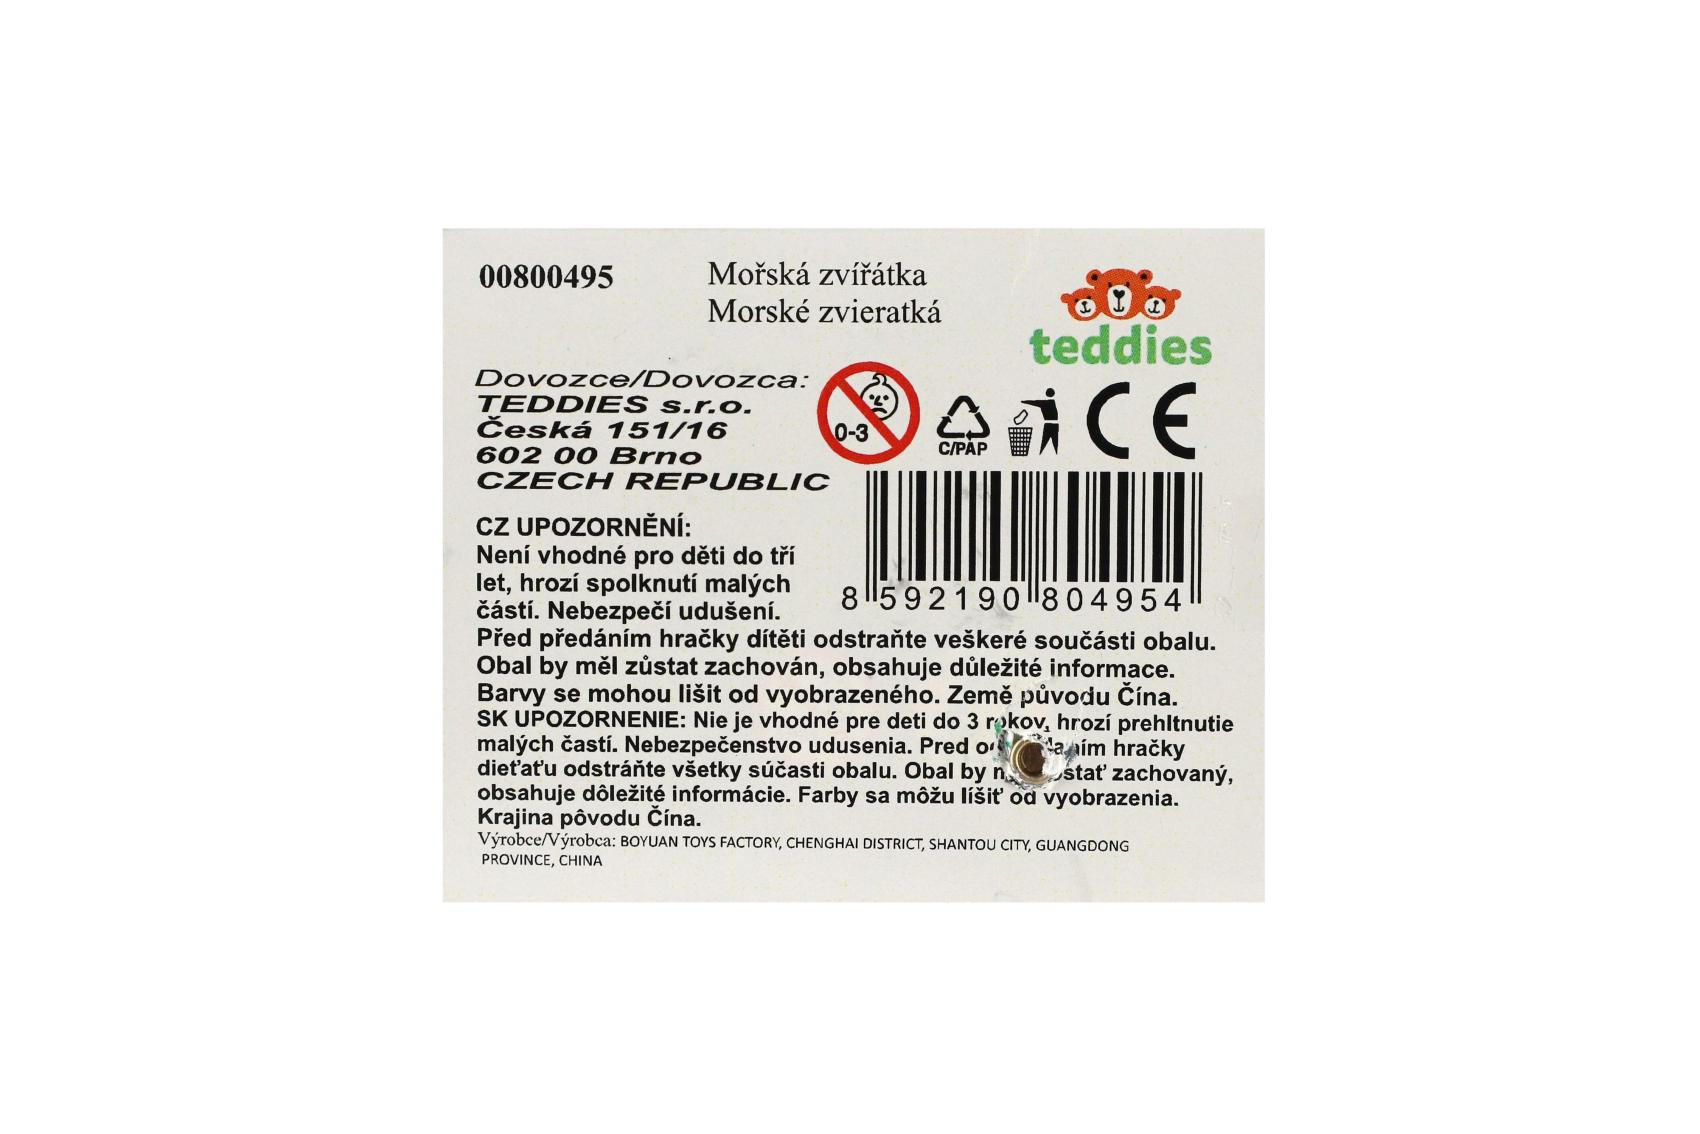 00800495
Mořská zvířátka
Morské zvieratká
teddies
Dovozce/Dovozca:
TEDDIES s.r.o.
Česká 151/16
602 00 Brno
CZECH REPUBLIC
0-3
C/PAP
CE
8 592190 804954
CZ UPOZORNĚNÍ:
Není vhodné pro děti do tří
let, hrozí spolknutí malých
částí. Nebezpečí udušení.
Před předáním hračky dítěti odstraňte veškeré součásti obalu.
Obal by měl zůstat zachován, obsahuje důležité informace.
Barvy se mohou lišit od vyobrazeného. Země původu Čína.
SK UPOZORNENIE: Nie je vhodné pre deti do 3 rokov, hrozí prehltnutie
malých častí. Nebezpečenstvo udusenia. Pred hračky
dieťaťu odstráňte všetky súčasti obalu. Obal by zachovaný,
obsahuje dôležité informácie. Farby sa môžu líšiť od vyobrazenia.
Krajina pôvodu Čína.
Výrobce/Výrobca: BOYUAN TOYS FACTORY, CHENGHAI DISTRICT, SHANTOU CITY, GUANGDONG
PROVINCE, CHINA